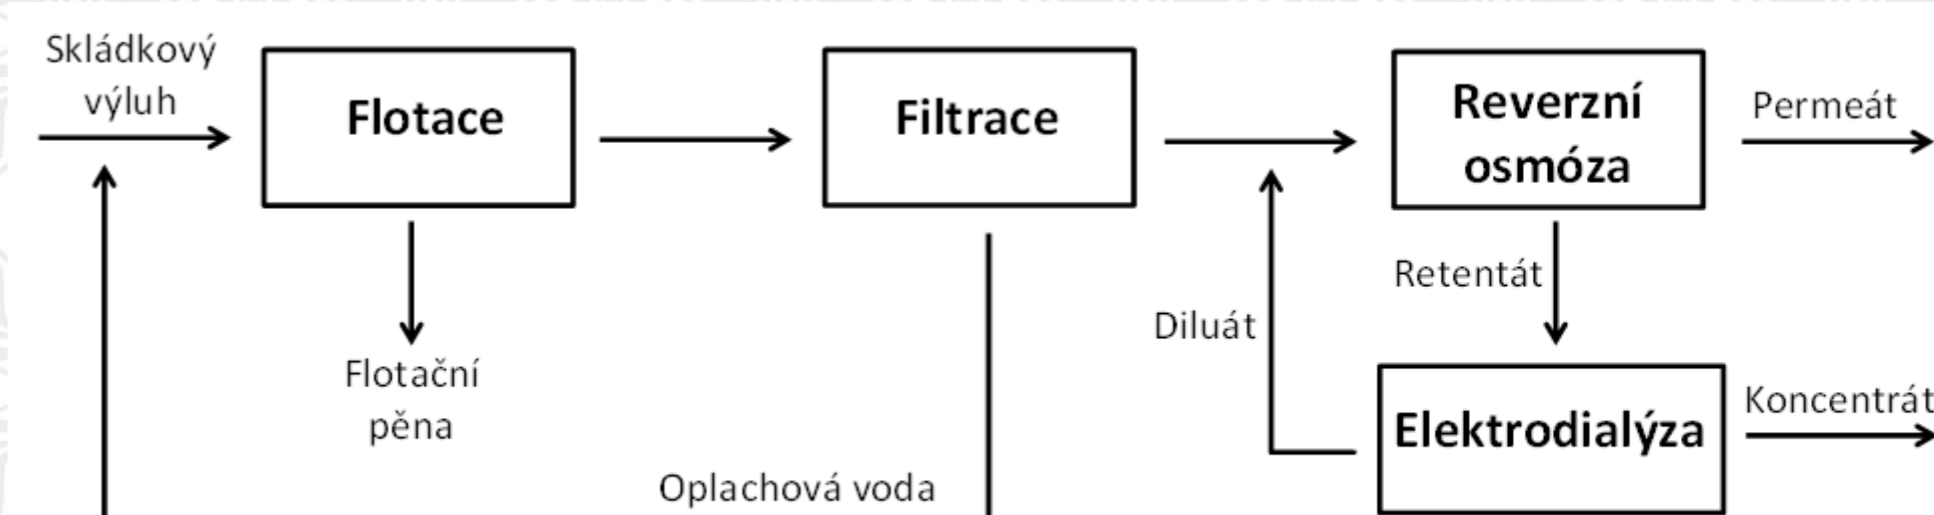 Skládkový
výluh
Flotace
Filtrace
Reverzní
osmóza
Permeát
Retentát
Diluát
Flotační
pěna
Elektrodialýza
Koncentrát
Oplachová voda